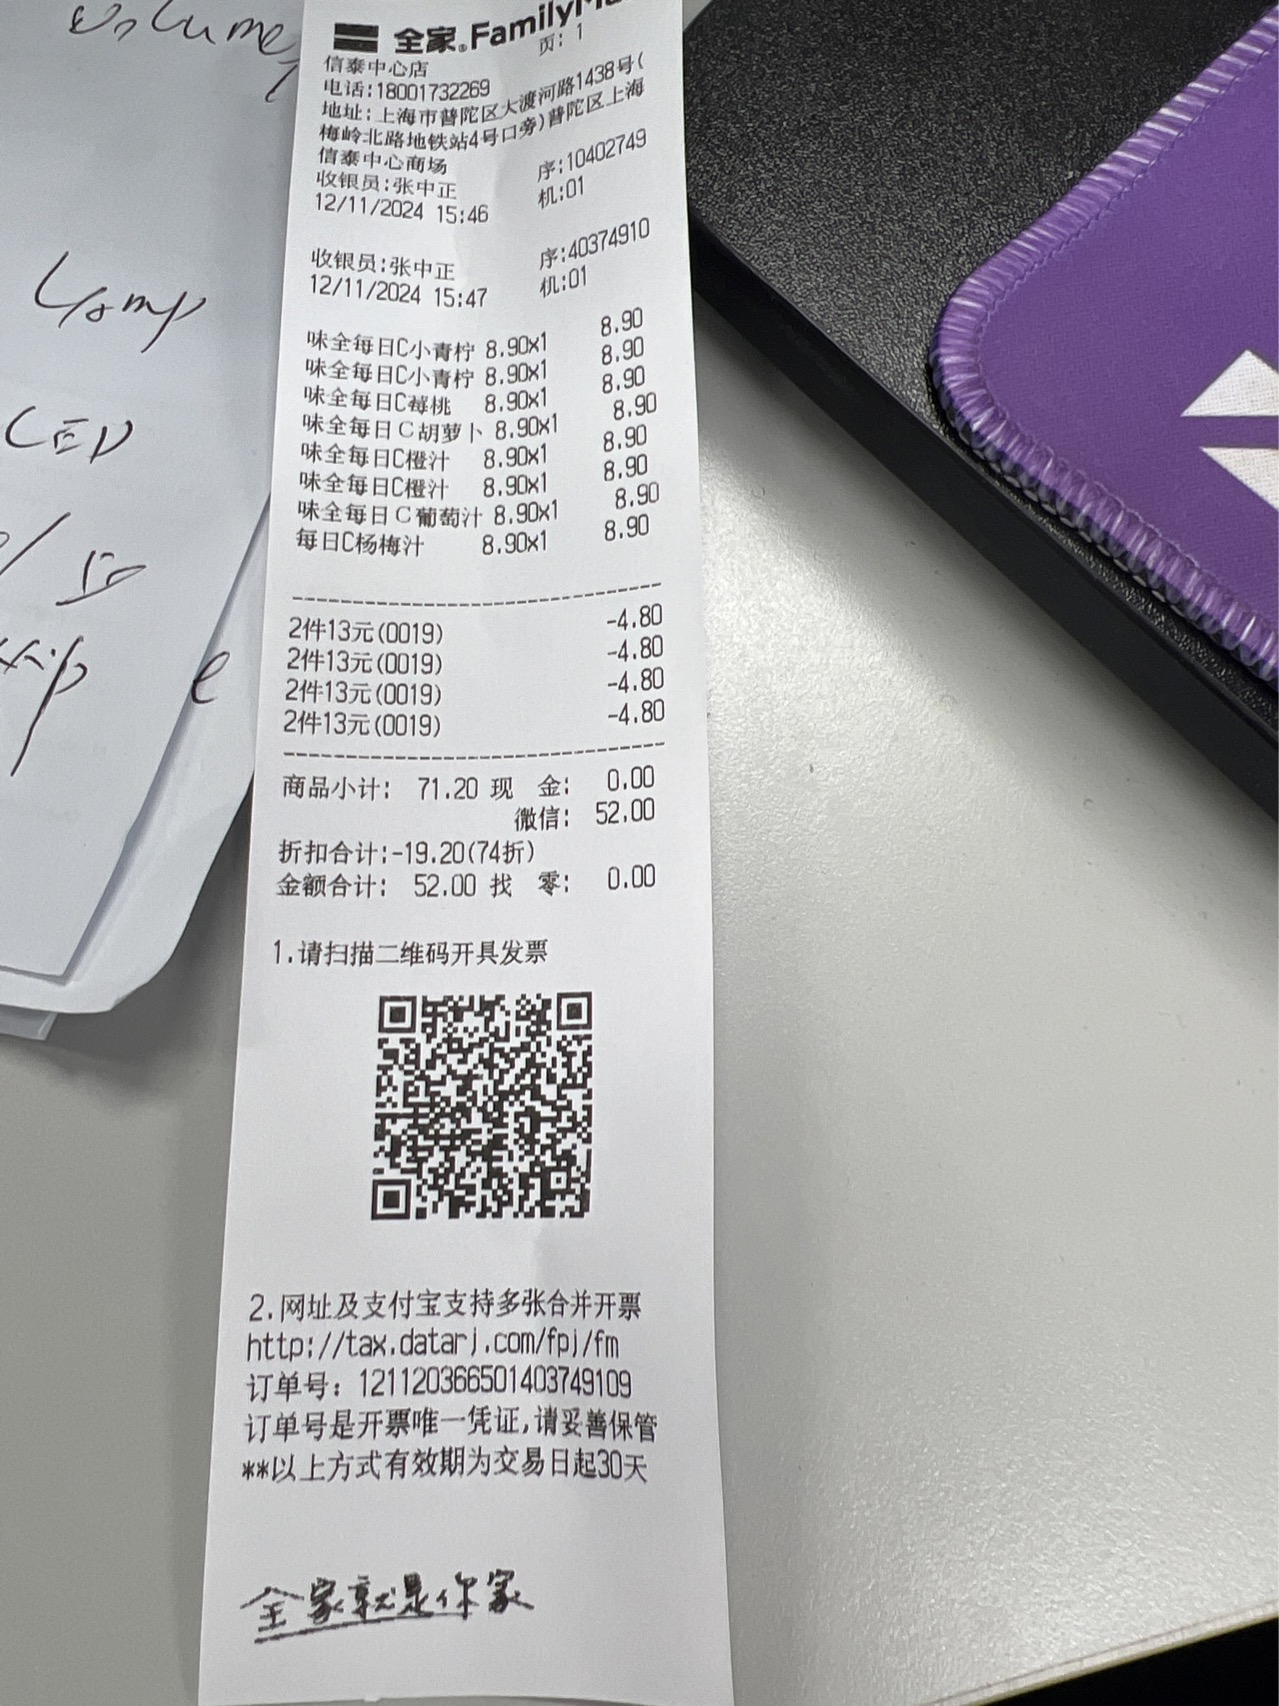 volume
Lamp
LED
全家®FamilyMa
页: 1
信泰中心店
电话:18001732269
地址:上海市普陀区大渡河路1438号(
梅岭北路地铁站4号口旁)普陀区上海
信泰中心商场 序:10402749
收银员:张中正 机:01
12/11/2024 15:46
收银员:张中正 序:40374910
12/11/2024 15:47 机:01
味全每日C小青柠 8.90x1 8.90
味全每日C小青柠 8.90x1 8.90
味全每日C莓桃 8.90x1 8.90
味全每日C胡萝卜 8.90x1 8.90
味全每日C橙汁 8.90x1 8.90
味全每日C橙汁 8.90x1 8.90
味全每日C葡萄汁 8.90x1 8.90
每日C杨梅汁 8.90x1 8.90
2件13元(0019) -4.80
2件13元(0019) -4.80
2件13元(0019) -4.80
2件13元(0019) -4.80
商品小计: 71.20 现 金: 0.00
微信: 52.00
折扣合计:-19.20(74折)
金额合计: 52.00 找 零: 0.00
1.请扫描二维码开具发票
2.网址及支付宝支持多张合并开票
http://tax.datarj.com/fpj/fm
订单号: 121120366501403749109
订单号是开票唯一凭证,请妥善保管
**以上方式有效期为交易日起30天
全家就是你家